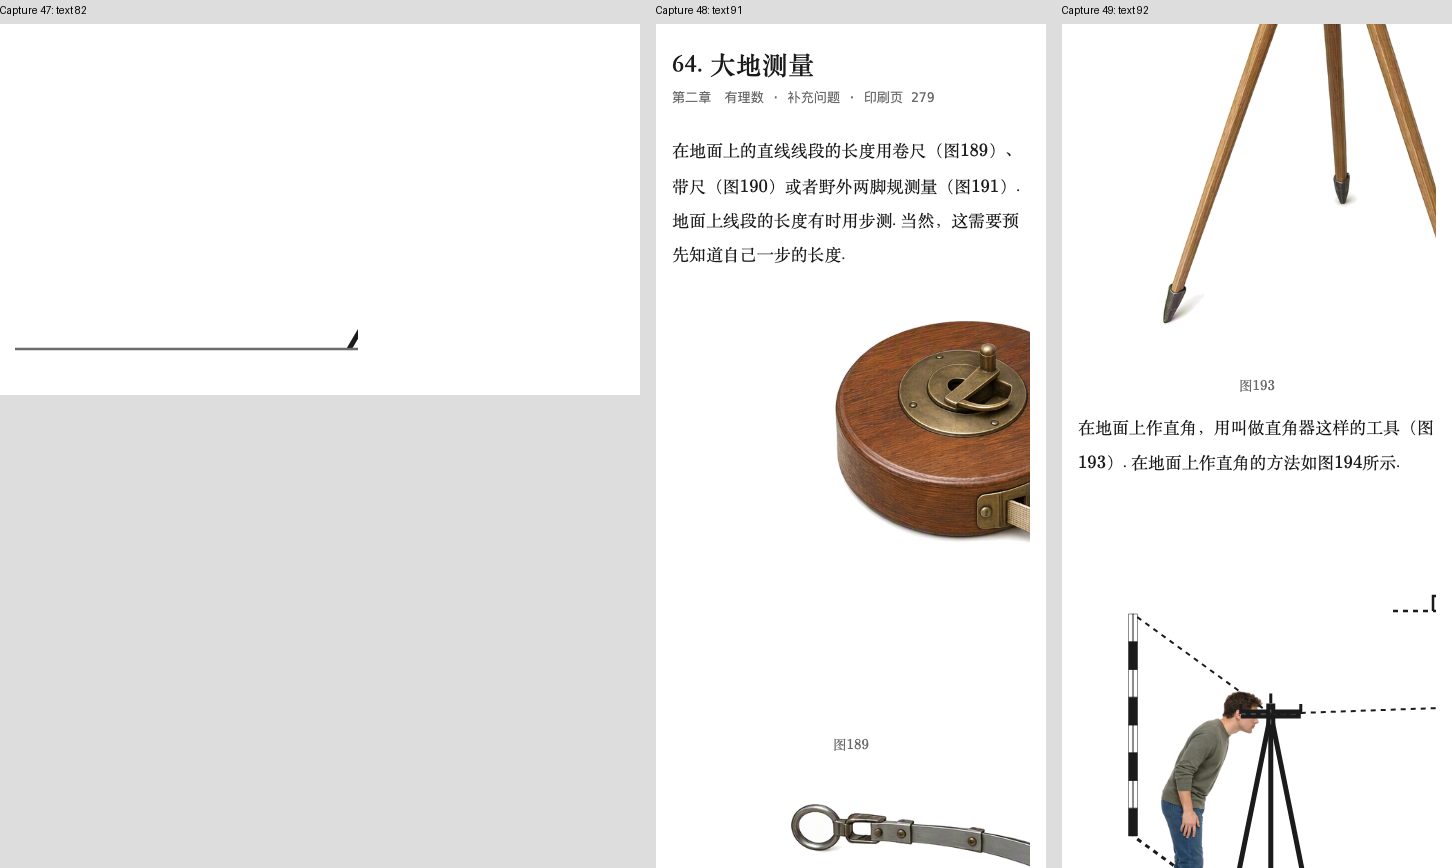 Capture 47: text 82
Capture 48: text 91
64. 大地测量
第二章 有理数 · 补充问题 · 印刷页 279
在地面上的直线线段的长度用卷尺（图189）、
带尺（图190）或者野外两脚规测量（图191）.
地面上线段的长度有时用步测. 当然，这需要预
先知道自己一步的长度.
图189
Capture 49: text 92
图193
在地面上作直角，用叫做直角器这样的工具（图
193）. 在地面上作直角的方法如图194所示.